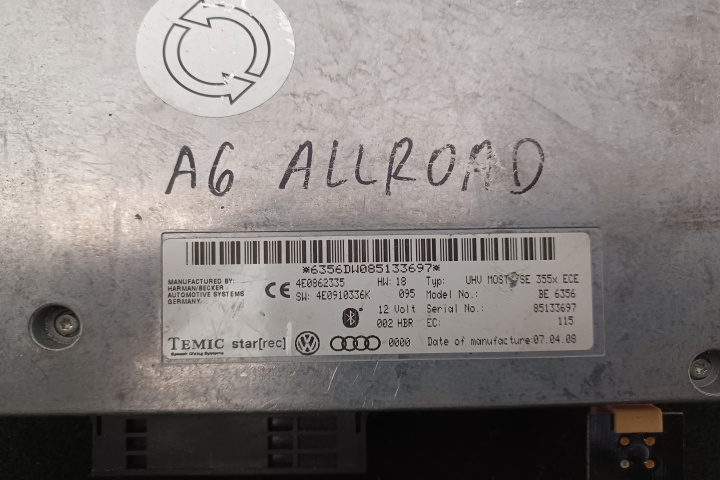 A6 ALLROAD
*6356DW085133697*
MANUFACTURED BY:
HARMAN/BECKER
AUTOMOTIVE SYSTEMS
GERMANY.
CE
4E0862335 HW: 18 Typ: UHV MOST SE 355x ECE
SW: 4E0910336K 095 Model No.: BE 6356
12 Volt Serial No.: 85133697
002 HBR EC: 115
TEMIC star[rec] 0000 Date of manufacture 07.04.08